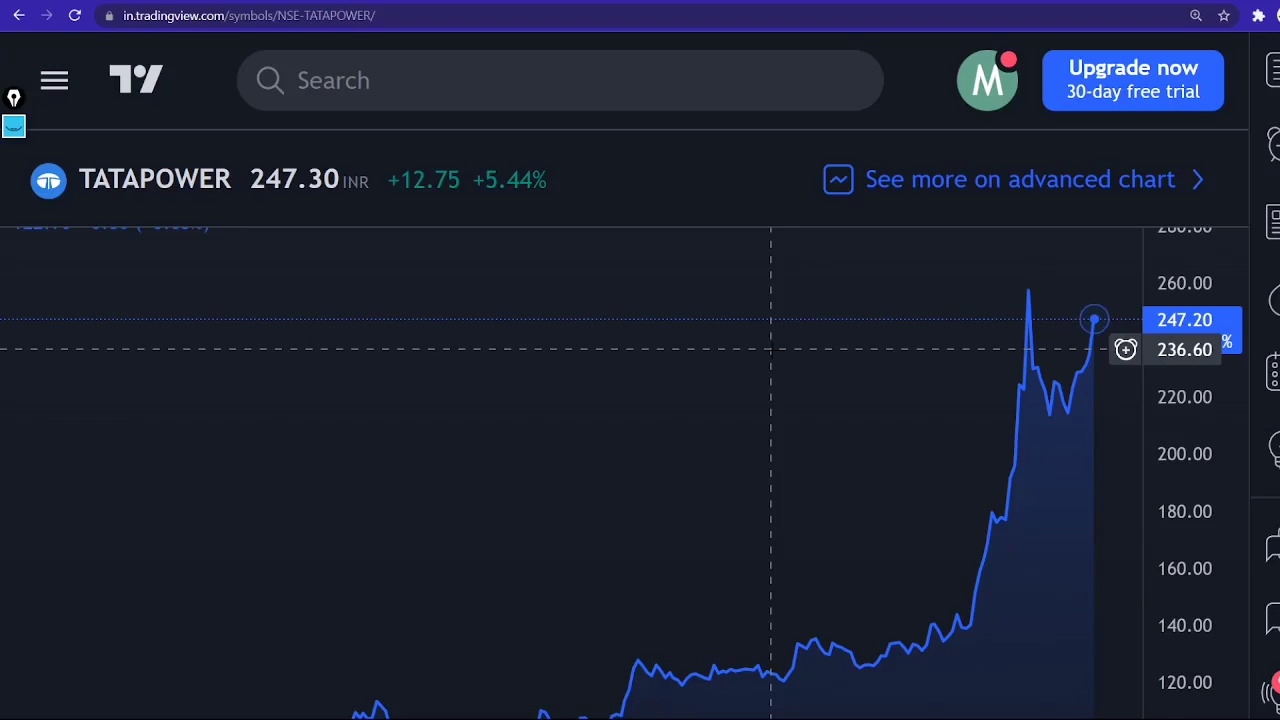 in.tradingview.com/symbols/NSE-TATAPOWER/
Search
M
Upgrade now
30-day free trial
TATAPOWER 247.30 INR +12.75 +5.44%
See more on advanced chart
280.00
260.00
247.20
%
236.60
220.00
200.00
180.00
160.00
140.00
120.00